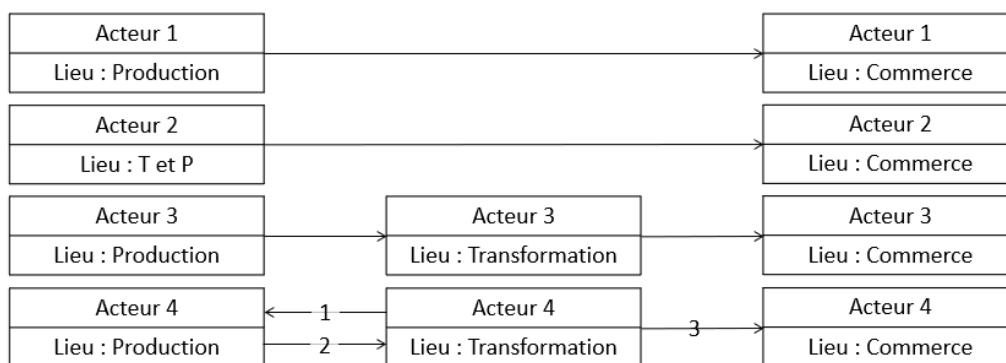 Acteur 1
Lieu : Production
Acteur 1
Lieu : Commerce
Acteur 2
Lieu : T et P
Acteur 2
Lieu : Commerce
Acteur 3
Lieu : Production
Acteur 3
Lieu : Transformation
Acteur 3
Lieu : Commerce
Acteur 4
Lieu : Production
1
2
Acteur 4
Lieu : Transformation
3
Acteur 4
Lieu : Commerce